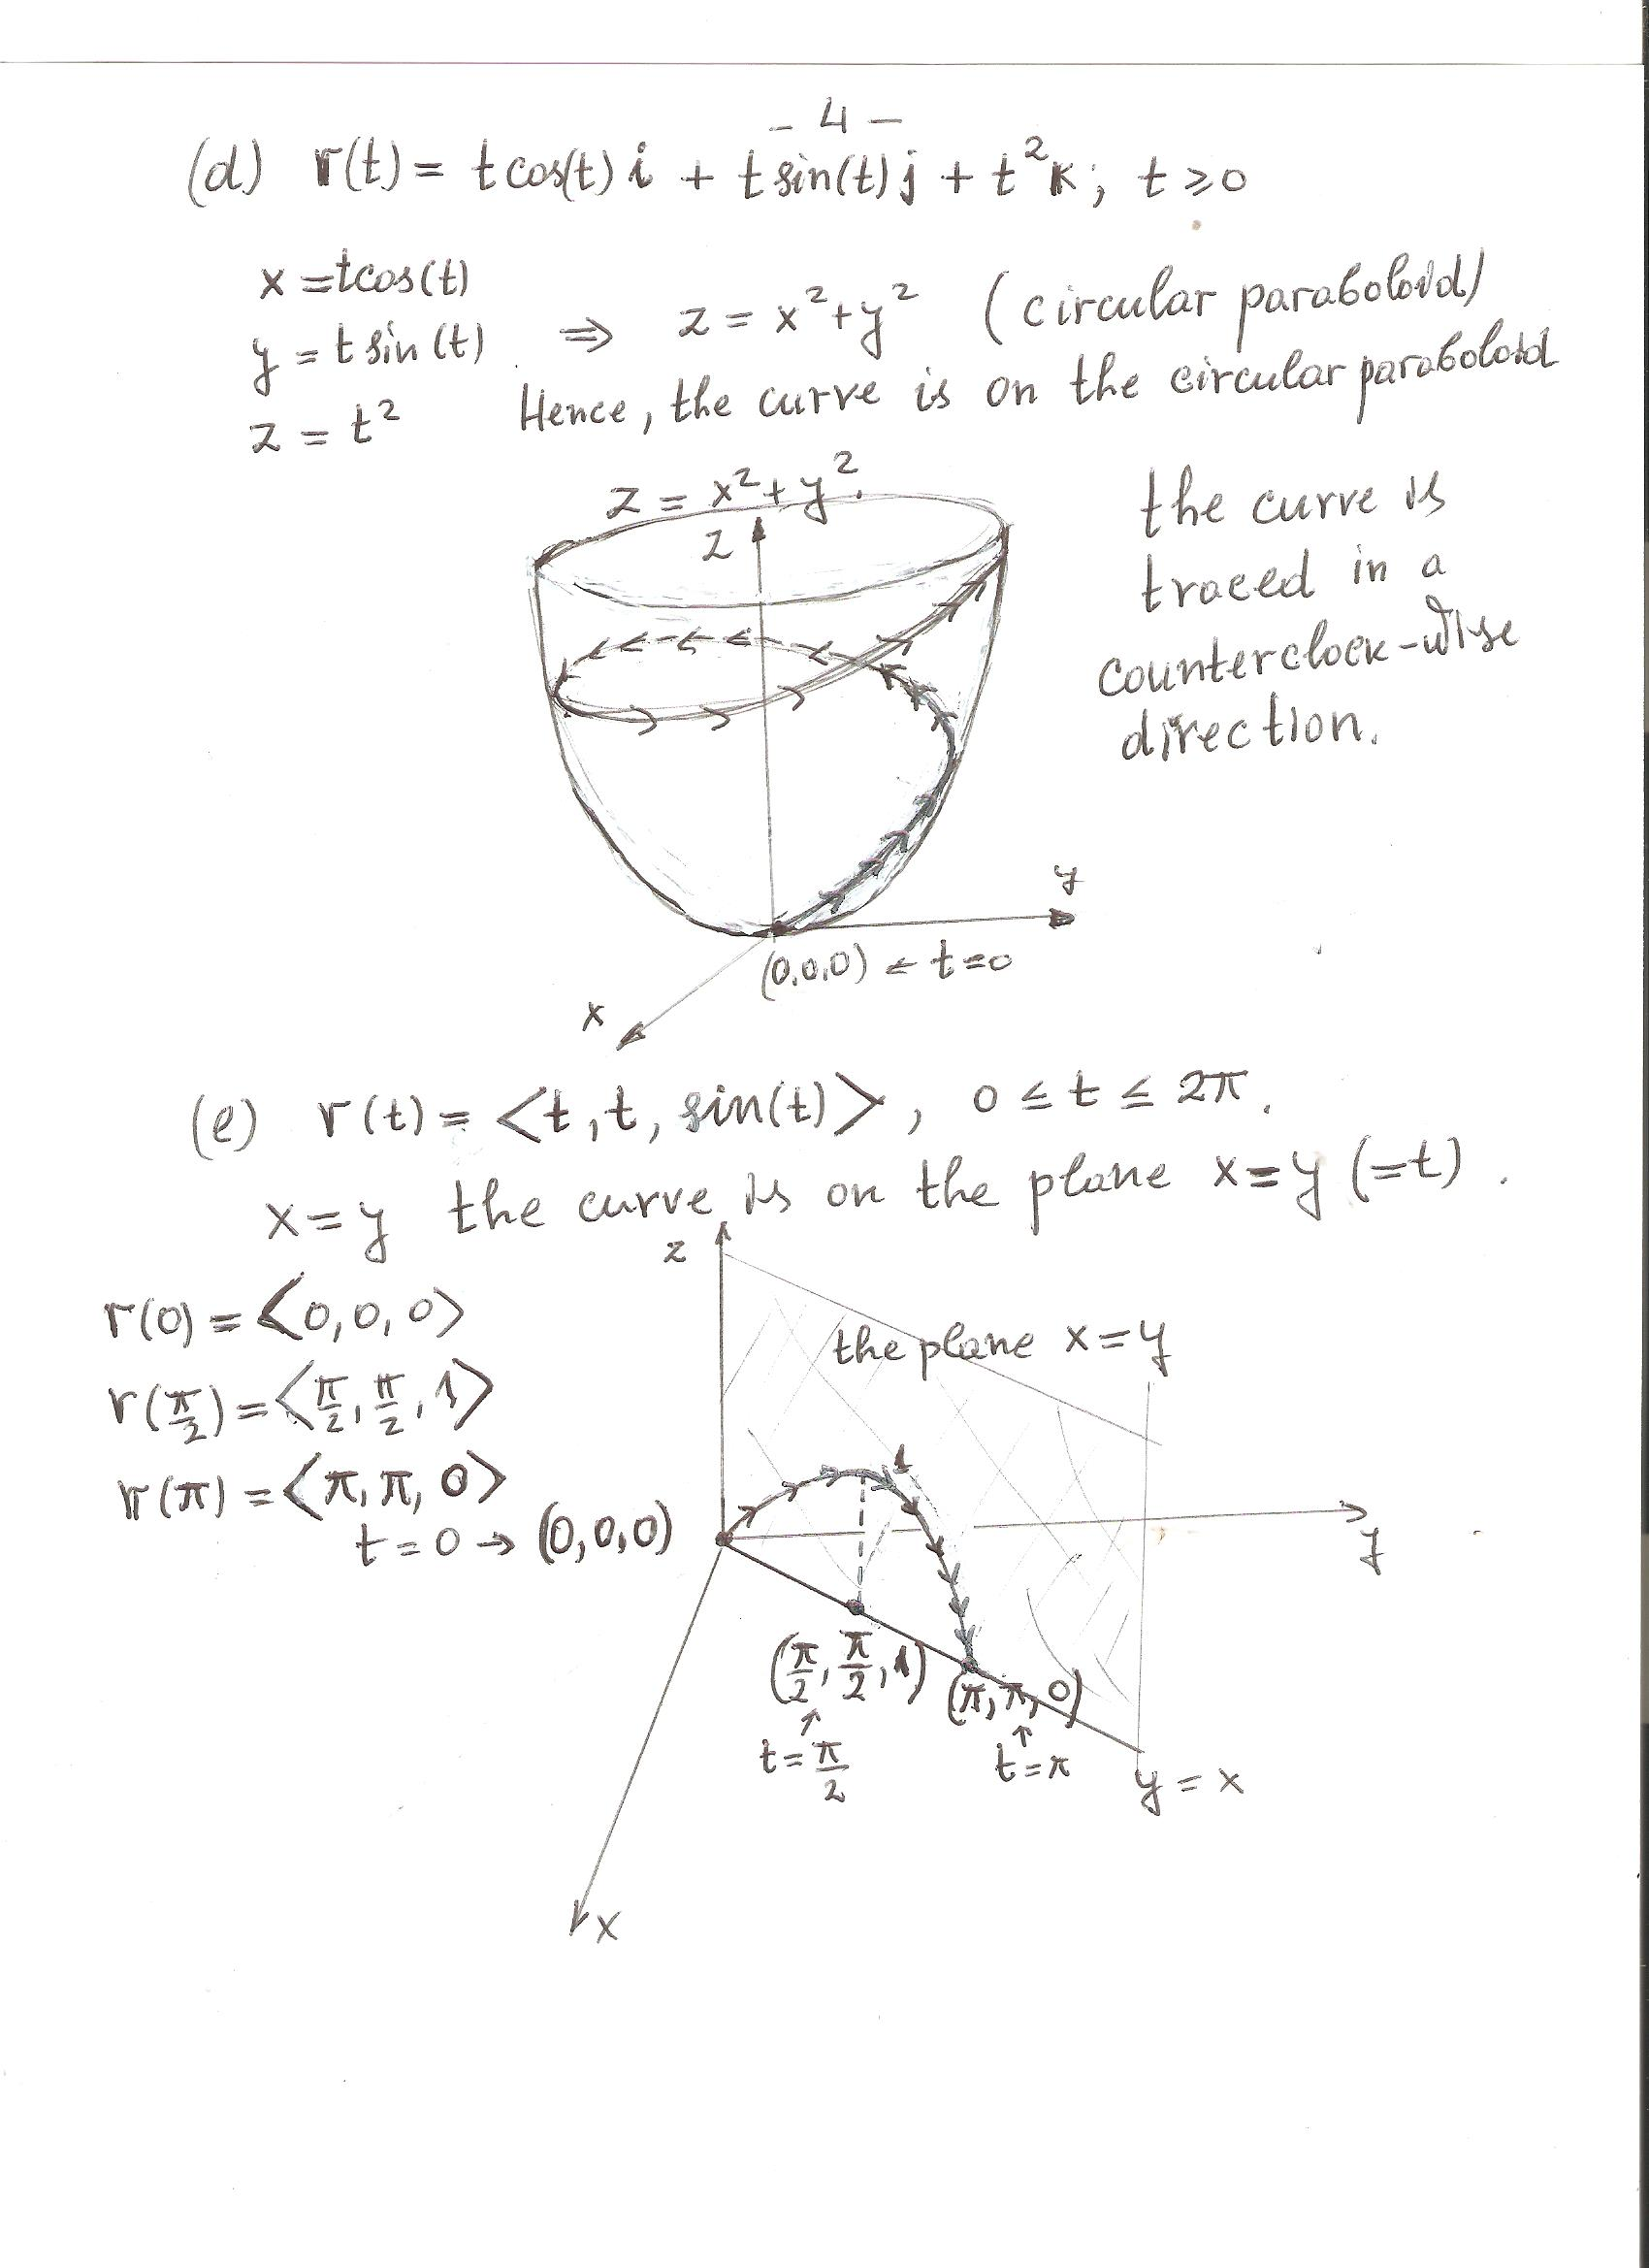 - 4 -
(d) r(t) = t cos(t) i + t sin(t) j + t²k; t ≥ 0
x = tcos(t)
y = t sin(t) ⇒ z = x² + y² (circular paraboloid)
z = t² Hence, the curve is on the circular paraboloid
z = x² + y².
z
the curve is
traced in a
counterclock-wise
direction.
y
(0,0,0) ← t=0
x
(e) r(t) = <t, t, sin(t)>, 0 ≤ t ≤ 2π.
x = y the curve is on the plane x = y (=t).
z
r(0) = <0, 0, 0>
the plane x = y
r(π/2) = <π/2, π/2, 1>
1
r(π) = <π, π, 0>
t = 0 → (0, 0, 0)
y
(π/2, π/2, 1) (π, π, 0)
↑ ↑
t = π/2 t = π
y = x
x